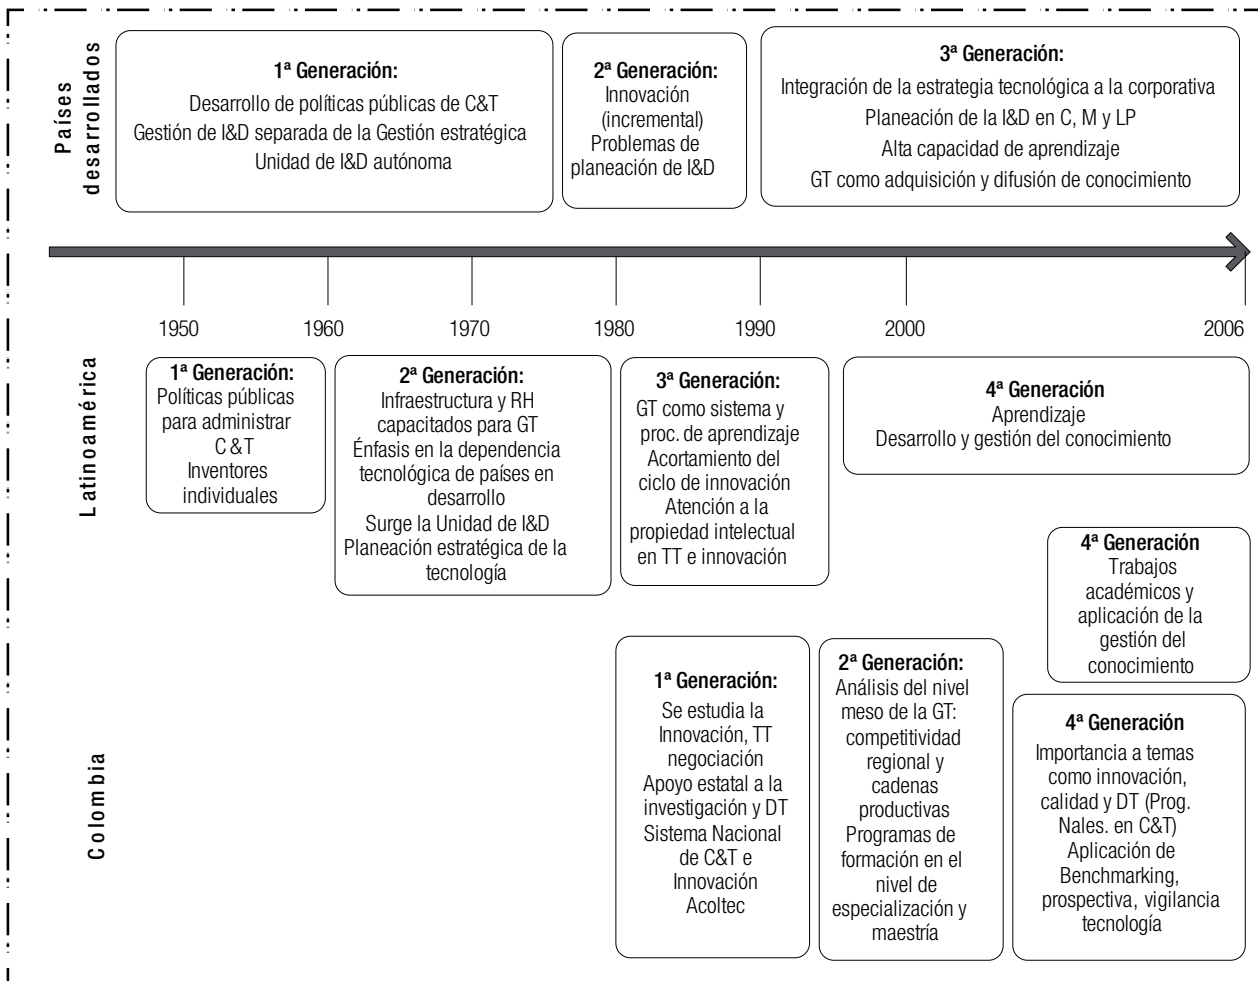 Países
desarrollados
1ª Generación:
Desarrollo de políticas públicas de C&T
Gestión de I&D separada de la Gestión estratégica
Unidad de I&D autónoma
2ª Generación:
Innovación
(incremental)
Problemas de
planeación de I&D
3ª Generación:
Integración de la estrategia tecnológica a la corporativa
Planeación de la I&D en C, M y LP
Alta capacidad de aprendizaje
GT como adquisición y difusión de conocimiento
1950
1960
1970
1980
1990
2000
2006
Latinoamérica
1ª Generación:
Políticas públicas
para administrar
C &T
Inventores
individuales
2ª Generación:
Infraestructura y RH
capacitados para GT
Énfasis en la dependencia
tecnológica de países en
desarrollo
Surge la Unidad de I&D
Planeación estratégica de la
tecnología
3ª Generación:
GT como sistema y
proc. de aprendizaje
Acortamiento del
ciclo de innovación
Atención a la
propiedad intelectual
en TT e innovación
4ª Generación
Aprendizaje
Desarrollo y gestión del conocimiento
4ª Generación
Trabajos
académicos y
aplicación de la
gestión del
conocimiento
Colombia
1ª Generación:
Se estudia la
Innovación, TT
negociación
Apoyo estatal a la
investigación y DT
Sistema Nacional
de C&T e
Innovación
Acoltec
2ª Generación:
Análisis del nivel
meso de la GT:
competitividad
regional y
cadenas
productivas
Programas de
formación en el
nivel de
especialización y
maestría
4ª Generación
Importancia a temas
como innovación,
calidad y DT (Prog.
Nales. en C&T)
Aplicación de
Benchmarking,
prospectiva, vigilancia
tecnología